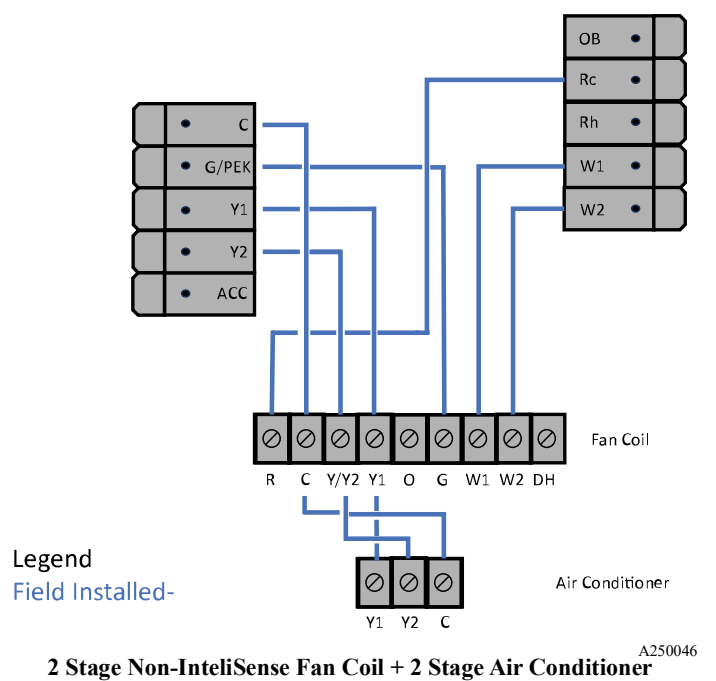 OB
Rc
Rh
W1
W2
C
G/PEK
Y1
Y2
ACC
Fan Coil
R C Y/Y2 Y1 O G W1 W2 DH
Legend
Field Installed-
Air Conditioner
Y1 Y2 C
A250046
2 Stage Non-InteliSense Fan Coil + 2 Stage Air Conditioner